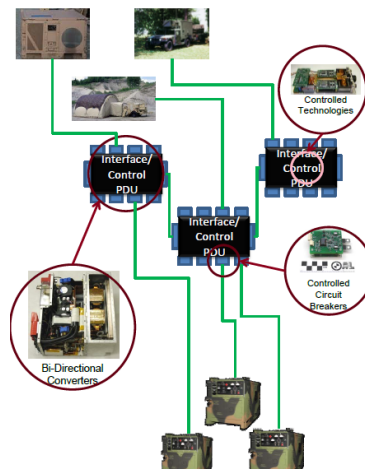 Controlled
Technologies
Interface/
Control
PDU
Interface/
Control
PDU
Interface/
Control
PDU
Controlled
Circuit
Breakers
Bi-Directional
Converters